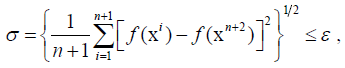 σ = { 1/(n+1) ∑_{i=1}^{n+1} [ f(x^i) − f(x^{n+2}) ]^2 }^{1/2} ≤ ε ,